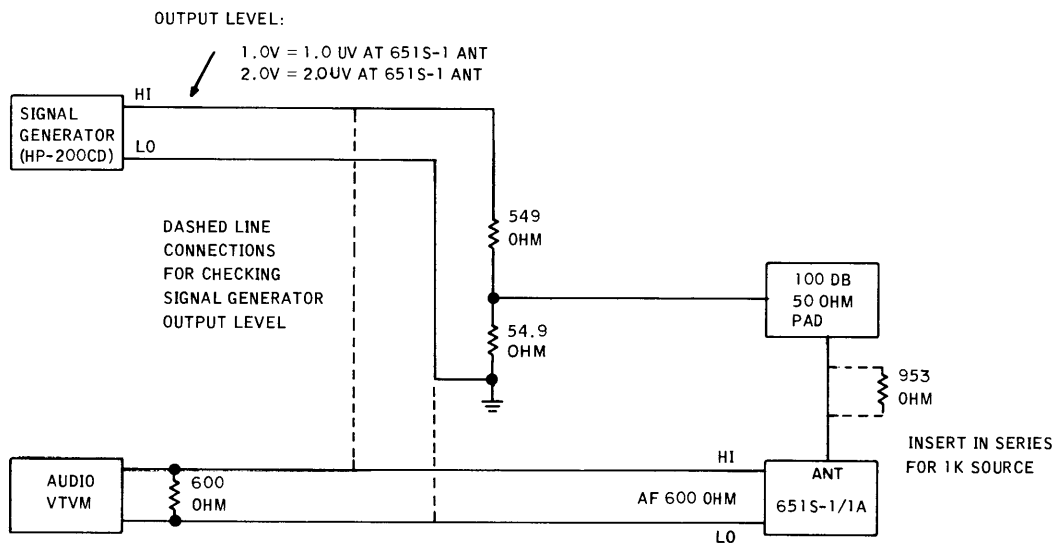 OUTPUT LEVEL:
1.0V = 1.0 UV AT 651S-1 ANT
2.0V = 2.0UV AT 651S-1 ANT
HI
SIGNAL
GENERATOR
(HP-200CD)
LO
549
OHM
DASHED LINE
CONNECTIONS
FOR CHECKING
SIGNAL GENERATOR
OUTPUT LEVEL
100 DB
50 OHM
PAD
54.9
OHM
953
OHM
INSERT IN SERIES
FOR 1K SOURCE
AUDIO
VTVM
600
OHM
HI
AF 600 OHM
LO
ANT
651S-1/1A